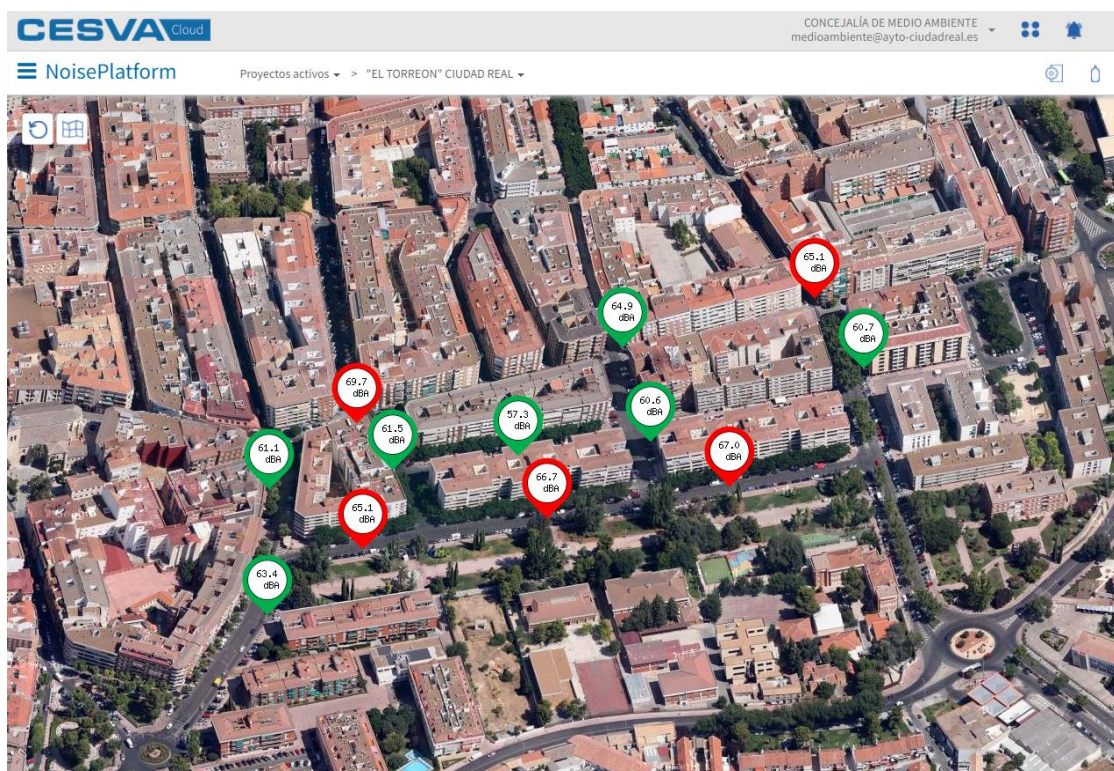 CESVA Cloud
CONCEJALÍA DE MEDIO AMBIENTE
medioambiente@ayto-ciudadreal.es
NoisePlatform
Proyectos activos > "EL TORREON" CIUDAD REAL
65.1
dBA
64.9
dBA
60.7
dBA
69.7
dBA
60.6
dBA
57.3
dBA
61.5
dBA
67.0
dBA
61.1
dBA
66.7
dBA
65.1
dBA
63.4
dBA